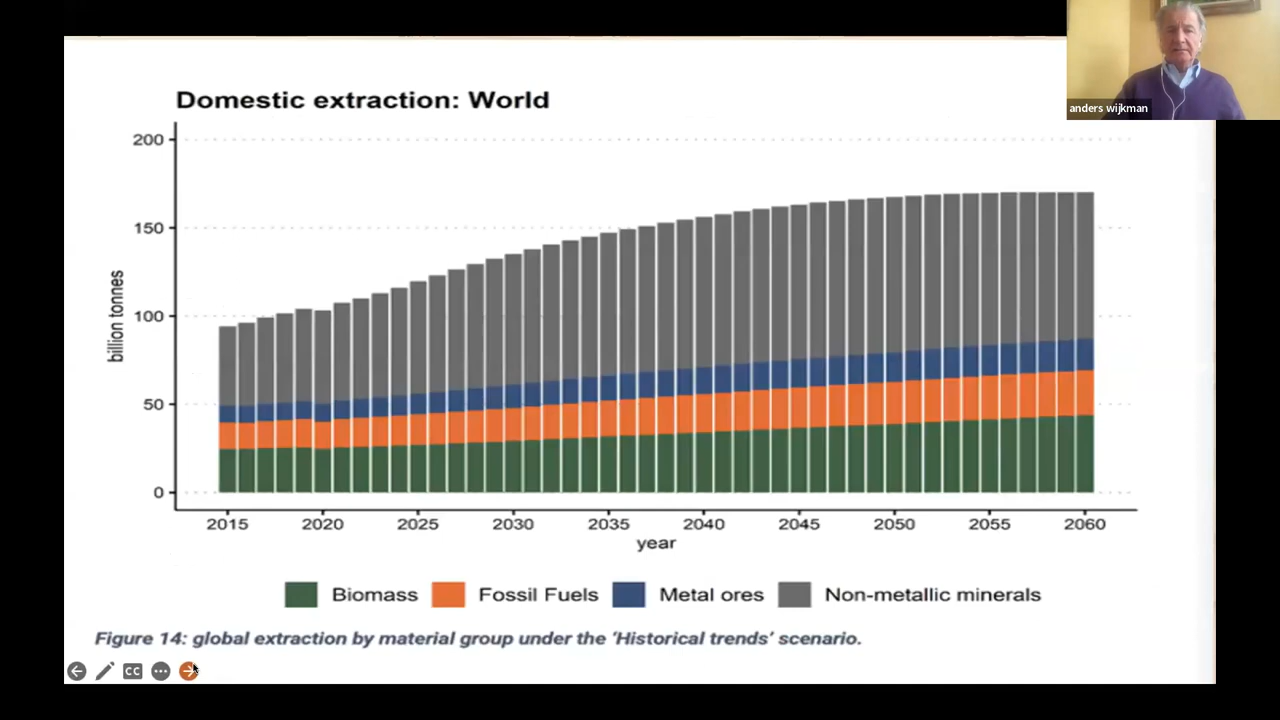 anders wijkman
Domestic extraction: World
200
150
100
50
0
billion tonnes
2015 2020 2025 2030 2035 2040 2045 2050 2055 2060
year
Biomass Fossil Fuels Metal ores Non-metallic minerals
Figure 14: global extraction by material group under the ‘Historical trends’ scenario.
CC